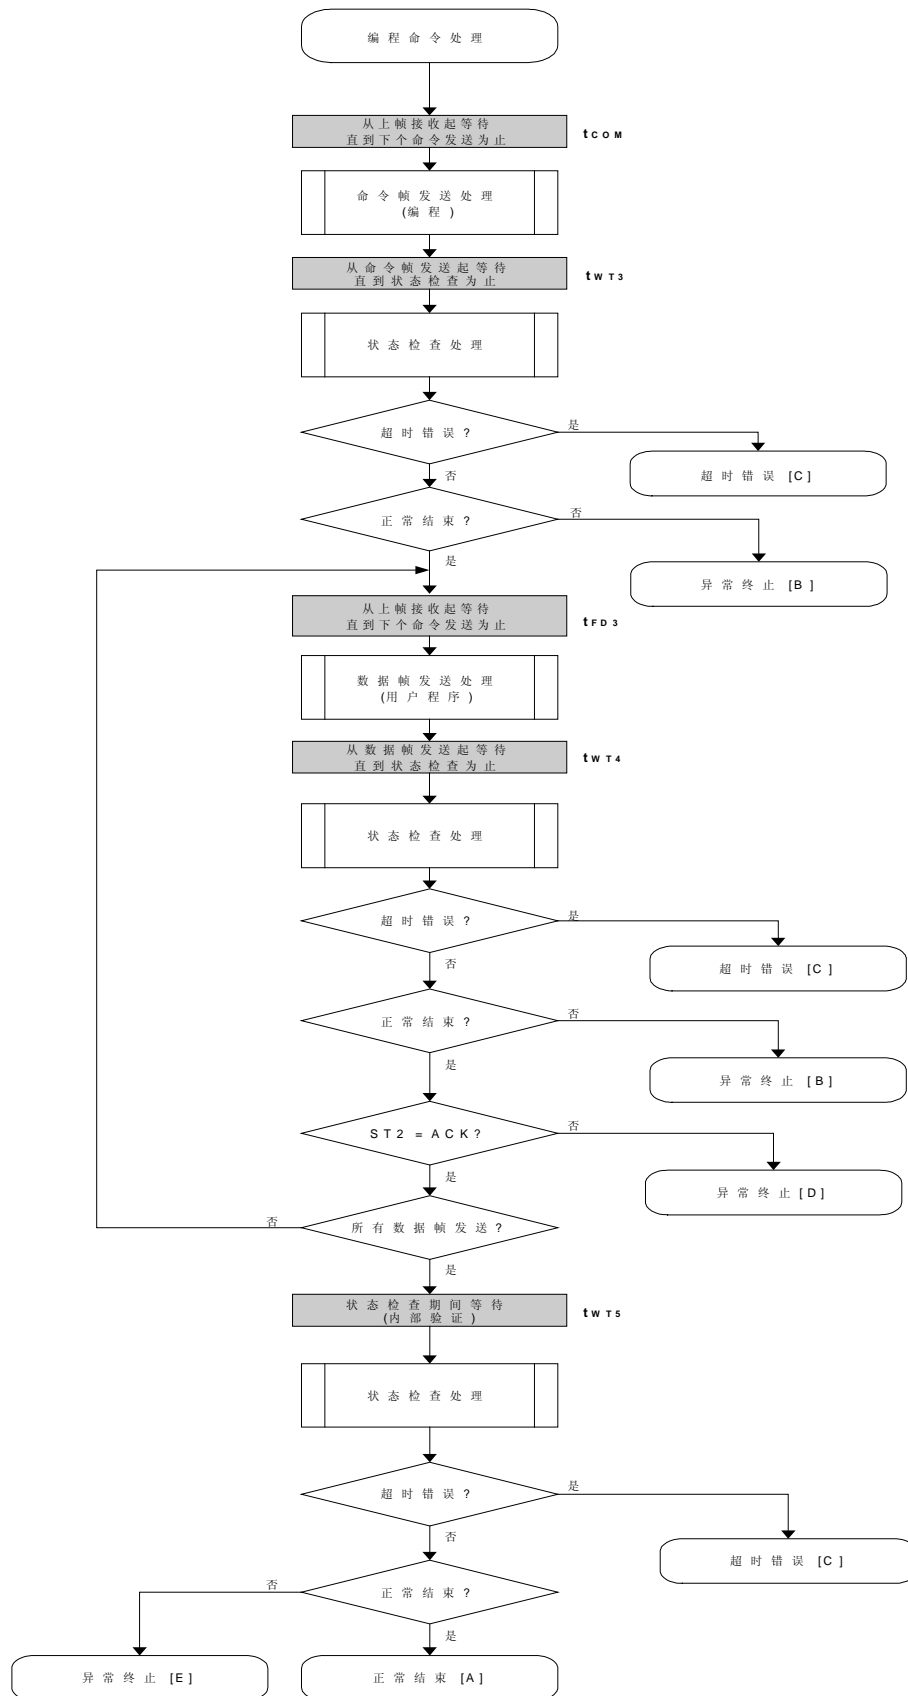 编程命令处理
从上帧接收起等待
直到下个命令发送为止
tCOM
命令帧发送处理
(编程)
从命令帧发送起等待
直到状态检查为止
tWT3
状态检查处理
超时错误?
是
超时错误 [C]
否
正常结束?
否
异常终止 [B]
是
从上帧接收起等待
直到下个命令发送为止
tFD3
数据帧发送处理
(用户程序)
从数据帧发送起等待
直到状态检查为止
tWT4
状态检查处理
超时错误?
是
超时错误 [C]
否
正常结束?
否
异常终止 [B]
是
ST2 = ACK?
否
异常终止[D]
是
所有数据帧发送?
否
是
状态检查期间等待
(内部验证)
tWT5
状态检查处理
超时错误?
是
超时错误 [C]
否
正常结束?
否
是
异常终止 [E]
正常结束 [A]